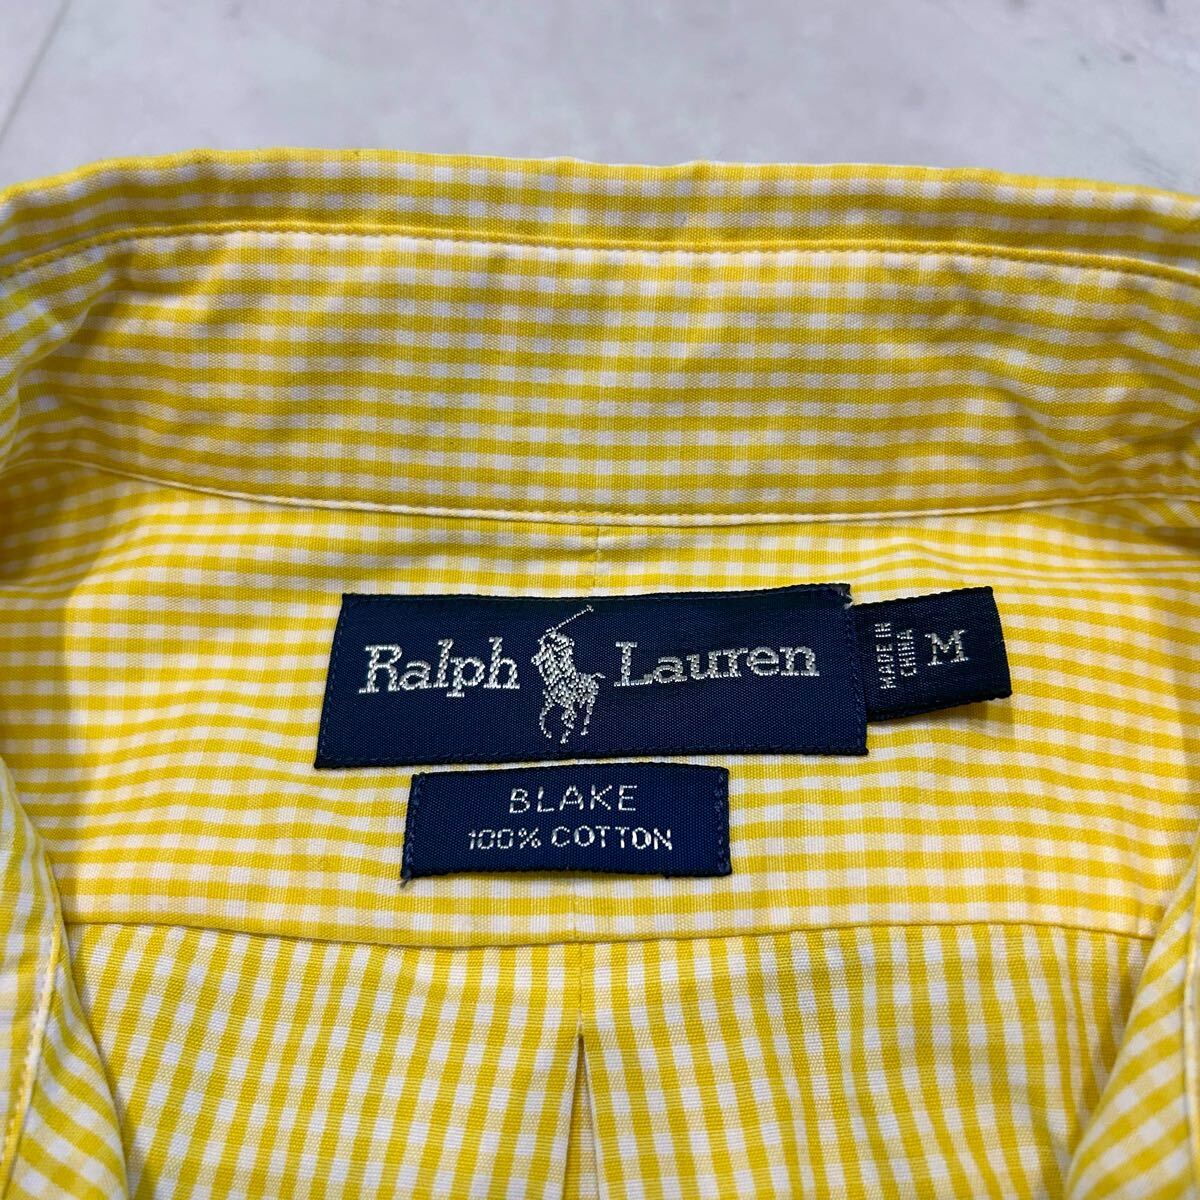 Ralph Lauren
MADE IN
CHINA
M
BLAKE
100% COTTON